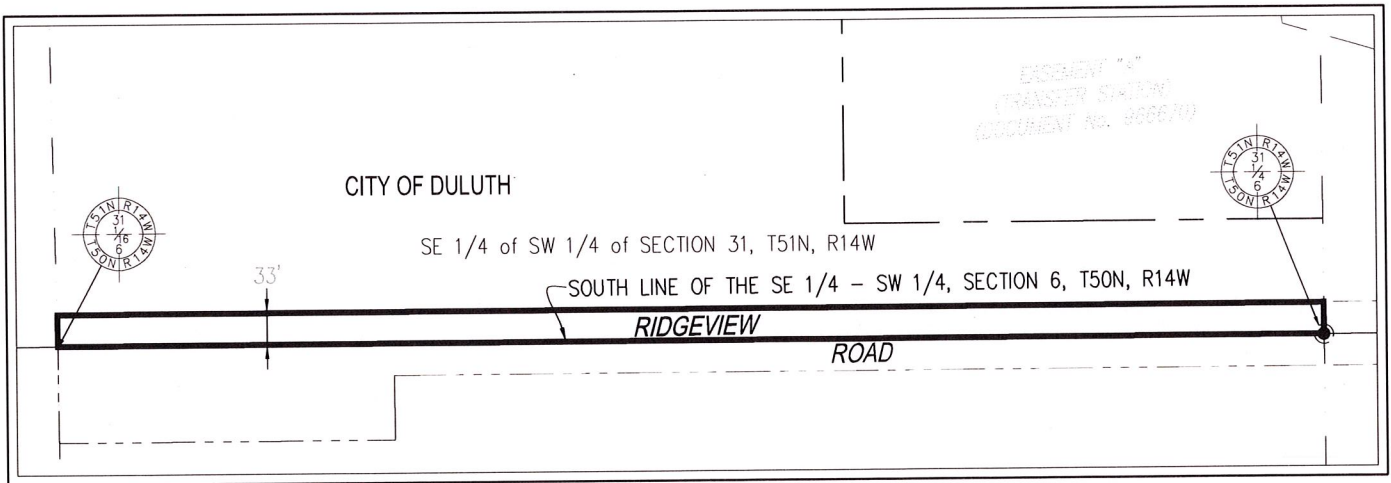 EASEMENT "
(TRANSFER STATION)
(DOCUMENT No.
T51N R14W
31
1/4
6
T50N R14W
CITY OF DULUTH
T51N R14W
31
1/16
6
T50N R14W
SE 1/4 of SW 1/4 of SECTION 31, T51N, R14W
33'
SOUTH LINE OF THE SE 1/4 - SW 1/4, SECTION 6, T50N, R14W
RIDGEVIEW
ROAD